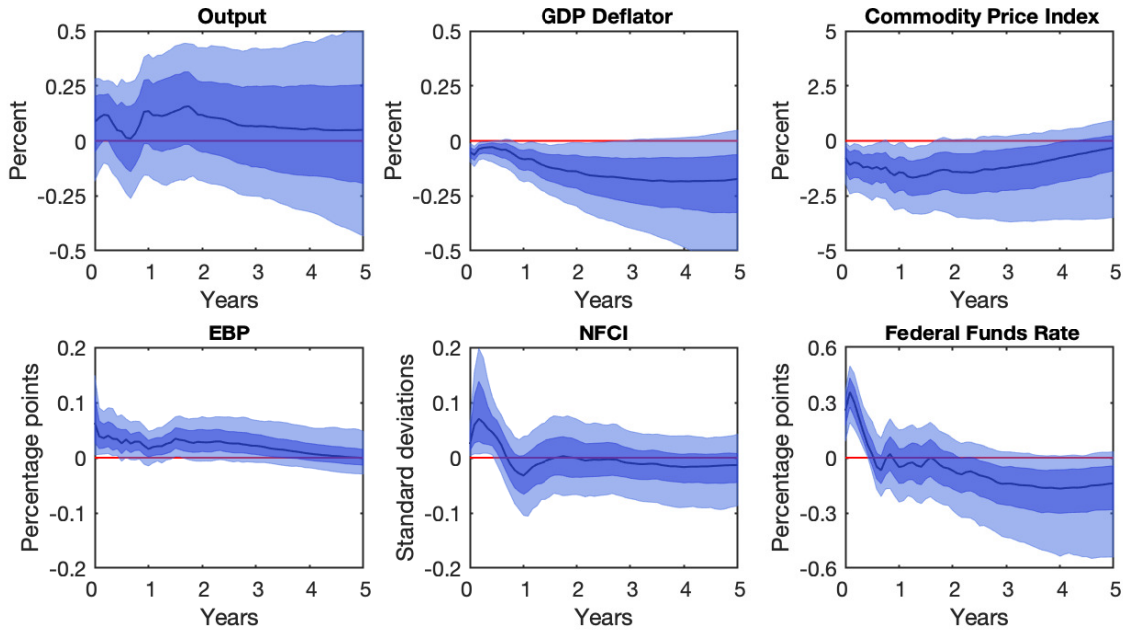 Output
GDP Deflator
Commodity Price Index
0.5
0.25
0
-0.25
-0.5
Percent
0 1 2 3 4 5
Years
0.5
0.25
0
-0.25
-0.5
Percent
0 1 2 3 4 5
Years
5
2.5
0
-2.5
5
Percent
0 1 2 3 4 5
Years
EBP
NFCI
Federal Funds Rate
0.2
0.1
0
-0.1
-0.2
Percentage points
0 1 2 3 4 5
Years
0.2
0.1
0
-0.1
-0.2
Standard deviations
0 1 2 3 4 5
Years
0.6
0.3
0
-0.3
-0.6
Percentage points
0 1 2 3 4 5
Years